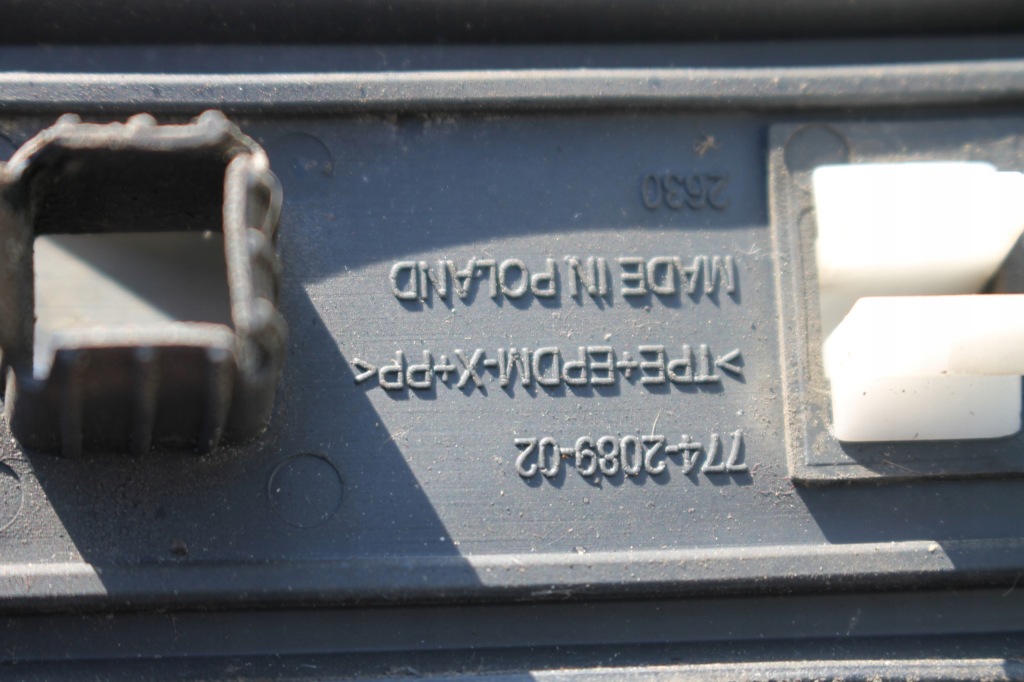 774-2089-02
>TPE+EPDM-X+PP<
MADE IN POLAND
2630